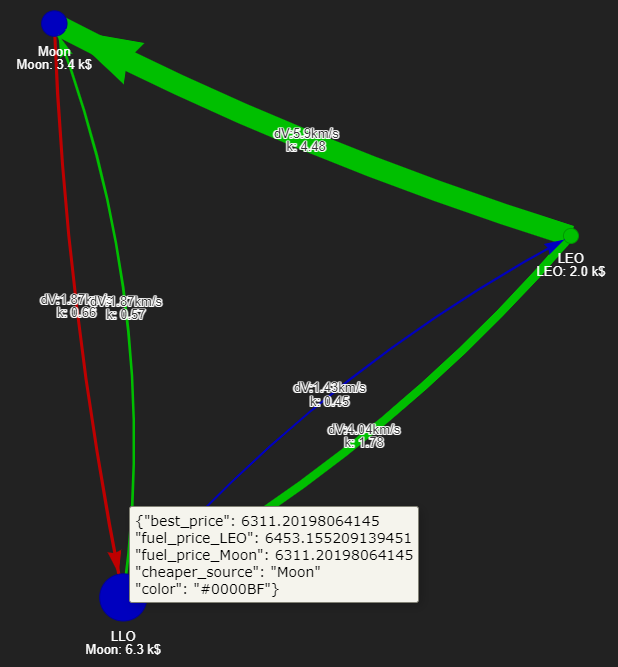 Moon
Moon: 3.4 k$
dV:5.9km/s
k: 4.48
LEO
LEO: 2.0 k$
dV:1.87km/s
k: 0.66
dV:1.87km/s
k: 0.57
dV:1.43km/s
k: 0.45
dV:4.04km/s
k: 1.78
{"best_price": 6311.20198064145
"fuel_price_LEO": 6453.155209139451
"fuel_price_Moon": 6311.20198064145
"cheaper_source": "Moon"
"color": "#0000BF"}
LLO
Moon: 6.3 k$